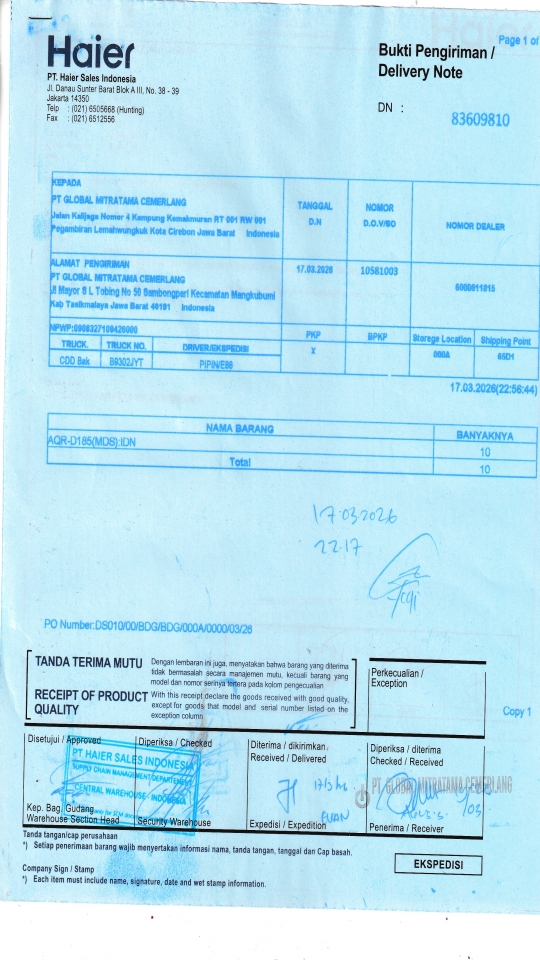 Page 1 of
Haier
Bukti Pengiriman /
Delivery Note
PT. Haier Sales Indonesia
Jl. Danau Sunter Barat Blok A III, No. 38 - 39
Jakarta 14350
Telp : (021) 6505668 (Hunting)
Fax : (021) 6512556
DN :
83609810
KEPADA
PT GLOBAL MITRATAMA CEMERLANG
Jalan Kalijaga Nomor 4 Kampung Kemakmuran RT 001 RW 001
Pegambiran Lemahwungkuk Kota Cirebon Jawa Barat Indonesia
TANGGAL
D.N
NOMOR
D.O.V/SO
NOMOR DEALER
ALAMAT PENGIRIMAN
PT GLOBAL MITRATAMA CEMERLANG
Jl Mayor S L Tobing No 50 Sambongpari Kecamatan Mangkubumi
Kab Tasikmalaya Jawa Barat 46181 Indonesia
17.03.2026
10581003
NPWP:0908327109426000
PKP
BPKP
Storege Location
Shipping Point
TRUCK.
TRUCK NO.
DRIVER/EKSPEDISI
X
000A
65D1
CDD Bak
B9302JYT
PIPIN/E86
17.03.2026(22:56:44)
NAMA BARANG
BANYAKNYA
AQR-D185(MDS):IDN
10
Total
10
17.03.2026
22.17
PO Number:DS010/00/BDG/BDG/000A/0000/03/26
TANDA TERIMA MUTU
Dengan lembaran ini juga, menyatakan bahwa barang yang diterima
tidak bermasalah secara manajemen mutu, kecuali barang yang
model dan nomor serinya tertera pada kolom pengecualian
RECEIPT OF PRODUCT
QUALITY
With this receipt declare the goods received with good quality,
except for goods that model and serial number listed on the
exception column
Perkecualian /
Exception
Copy 1
Disetujui / Approved
Diperiksa / Checked
Diterima / dikirimkan
Received / Delivered
Diperiksa / diterima
Checked / Received
PT HAIER SALES INDONESIA
SUPPLY CHAIN MANAGEMENT DEPARTEMENT
CENTRAL WAREHOUSE - INDONESIA
PT GLOBAL MITRATAMA CEMERLANG
Kep. Bag. Gudang
Warehouse Section Head
Security Warehouse
Expedisi / Expedition
Penerima / Receiver
Tanda tangan/cap perusahaan
*) Setiap penerimaan barang wajib menyertakan informasi nama, tanda tangan, tanggal dan Cap basah.
EKSPEDISI
Company Sign / Stamp
*) Each item must include name, signature, date and wet stamp information.